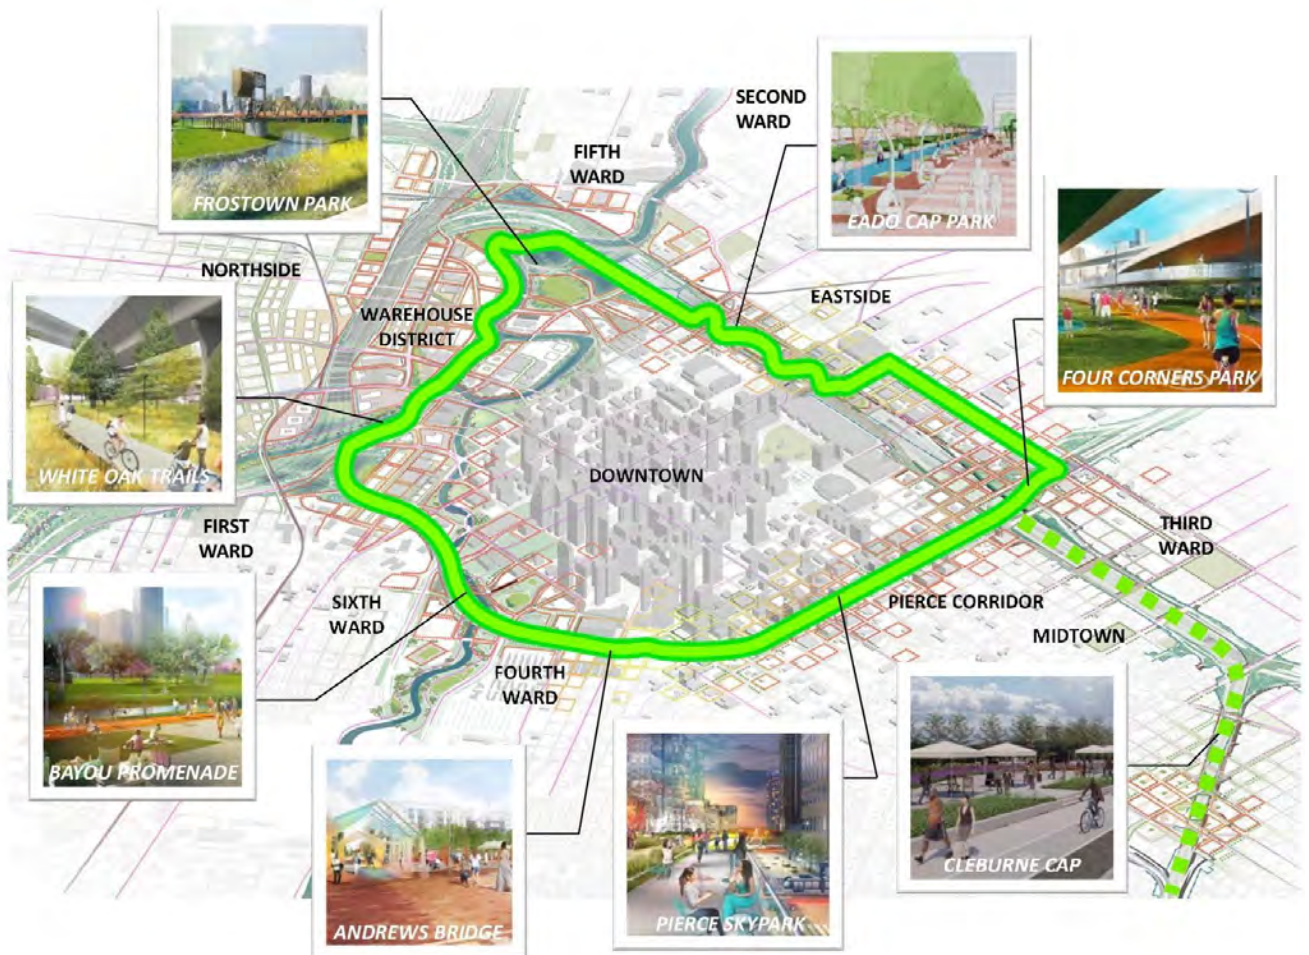 FROSTOWN PARK
SECOND
WARD
FIFTH
WARD
EADO CAP PARK
NORTHSIDE
EASTSIDE
WAREHOUSE
DISTRICT
FOUR CORNERS PARK
WHITE OAK TRAILS
DOWNTOWN
FIRST
WARD
THIRD
WARD
SIXTH
WARD
PIERCE CORRIDOR
MIDTOWN
FOURTH
WARD
BAYOU PROMENADE
CLEBURNE CAP
ANDREWS BRIDGE
PIERCE SKYPARK